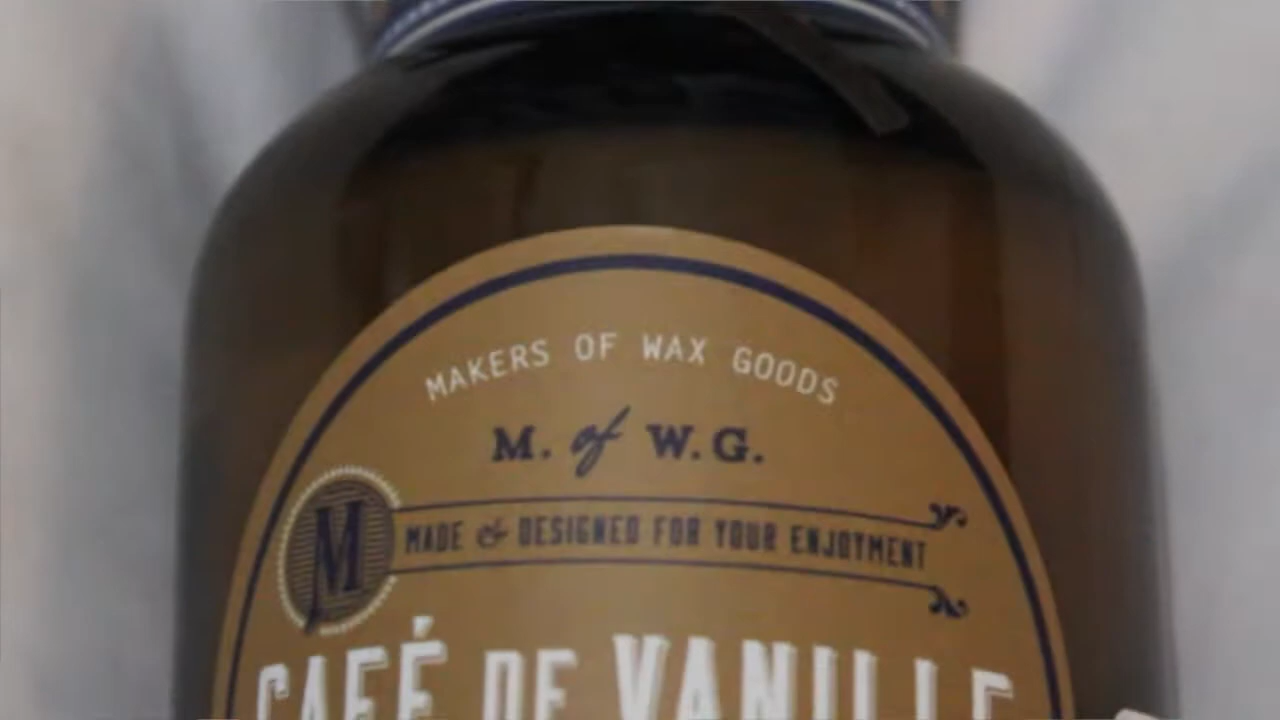 MAKERS OF WAX GOODS
M. of W.G.
M
MADE & DESIGNED FOR YOUR ENJOYMENT
CAFÉ DE VANILLE